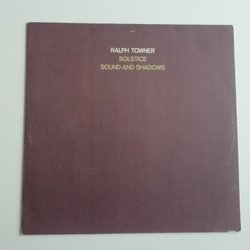 RALPH TOWNER
SOLSTICE
SOUND AND SHADOWS